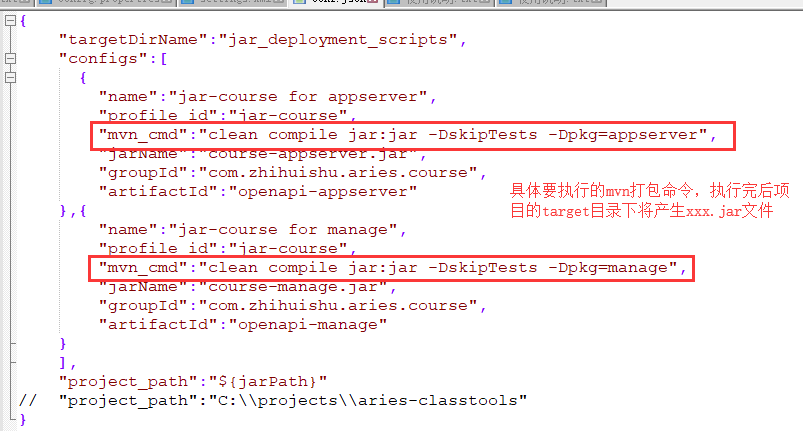 {
"targetDirName":"jar_deployment_scripts",
"configs":[
{
"name":"jar-course for appserver",
"profile_id":"jar-course",
"mvn_cmd":"clean compile jar:jar -DskipTests -Dpkg=appserver",
"jarName":"course-appserver.jar",
"groupId":"com.zhihuishu.aries.course",
"artifactId":"openapi-appserver"
具体要执行的mvn打包命令,执行完后项
目的target目录下将产生xxx.jar文件
},{
"name":"jar-course for manage",
"profile_id":"jar-course",
"mvn_cmd":"clean compile jar:jar -DskipTests -Dpkg=manage",
"jarName":"course-manage.jar",
"groupId":"com.zhihuishu.aries.course",
"artifactId":"openapi-manage"
}
],
"project_path":"${jarPath}"
// "project_path":"C:\\projects\\aries-classtools"
}